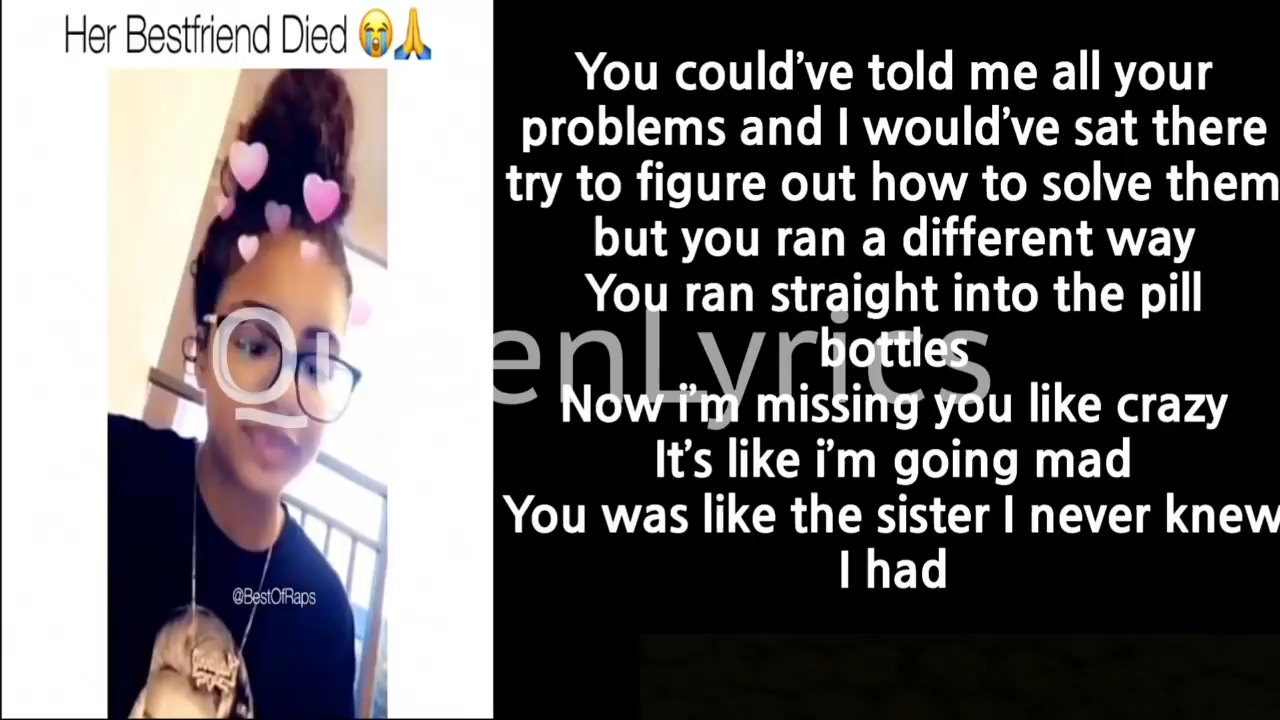 Her Bestfriend Died 😭🙏
You could've told me all your
problems and I would've sat there
try to figure out how to solve them
but you ran a different way
You ran straight into the pill
bottles
Now i'm missing you like crazy
It's like i'm going mad
You was like the sister I never knew
I had
QueenLyrics
@BestOfRaps